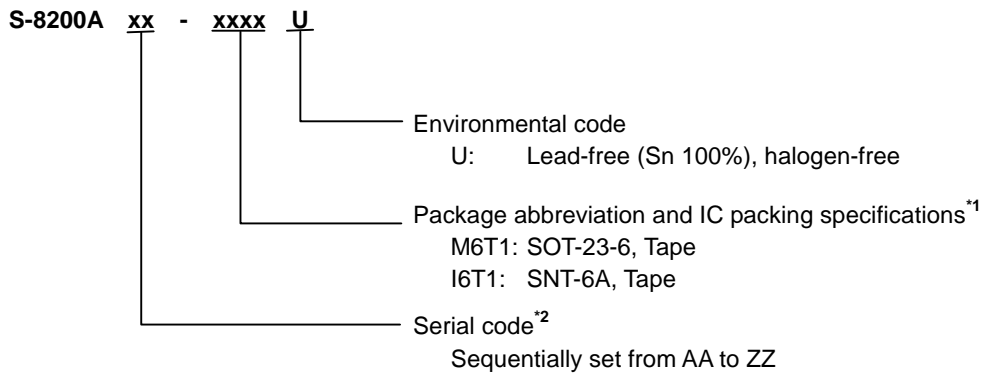 S-8200A xx - xxxx U
Environmental code
U: Lead-free (Sn 100%), halogen-free
Package abbreviation and IC packing specifications*1
M6T1: SOT-23-6, Tape
I6T1: SNT-6A, Tape
Serial code*2
Sequentially set from AA to ZZ